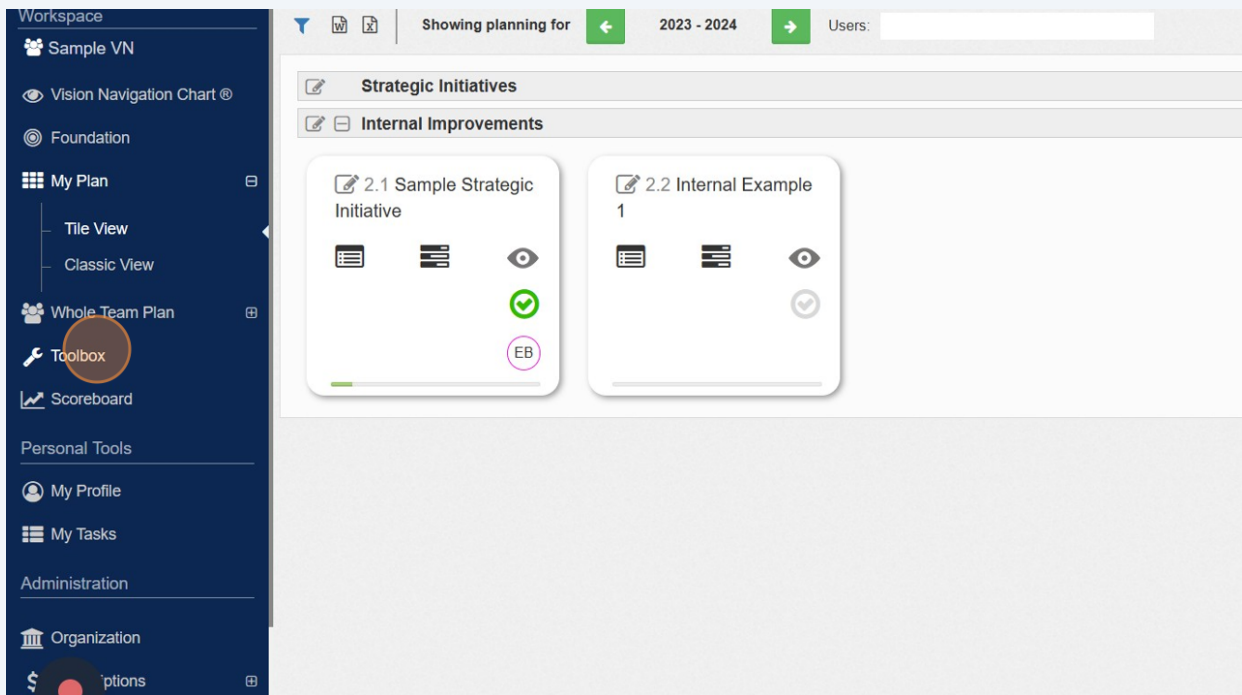 Workspace
Sample VN
Vision Navigation Chart ®
Foundation
My Plan
Tile View
Classic View
Whole Team Plan
Toolbox
Scoreboard
Personal Tools
My Profile
My Tasks
Administration
Organization
ptions
Showing planning for 2023 - 2024 Users:
Strategic Initiatives
Internal Improvements
2.1 Sample Strategic
Initiative
EB
2.2 Internal Example
1